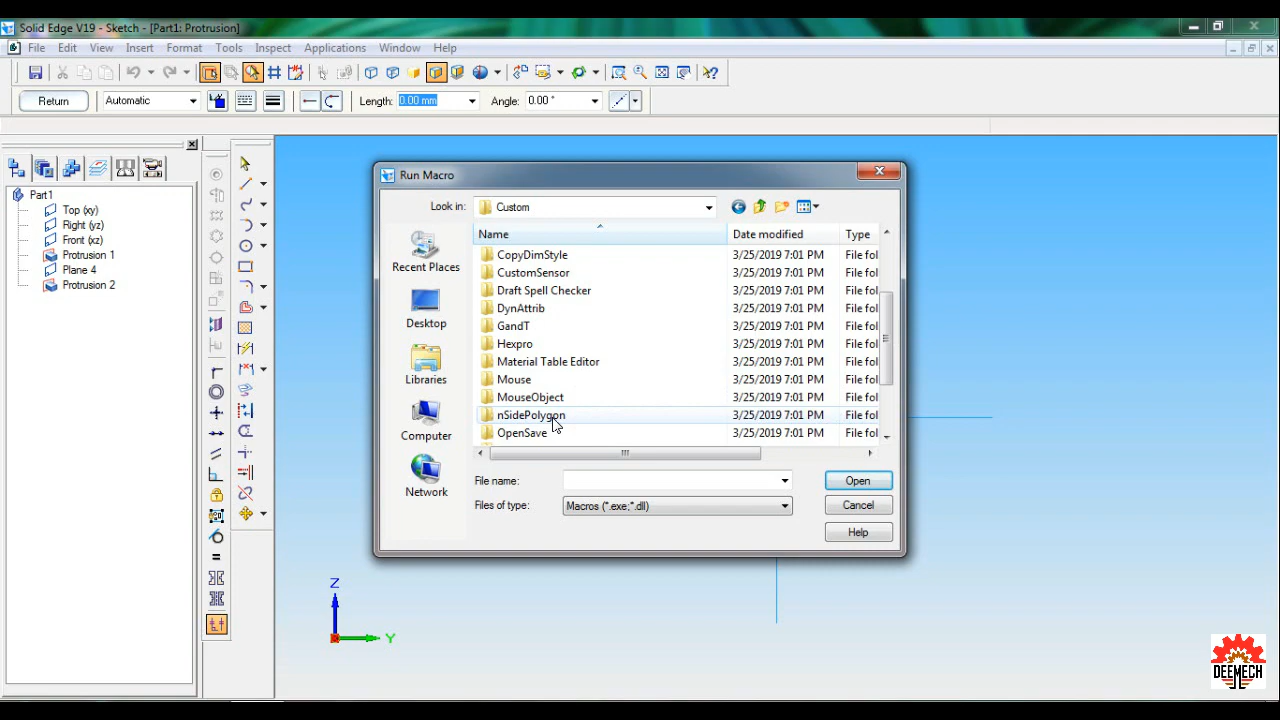 Solid Edge V19 - Sketch - [Part1: Protrusion]
File Edit View Insert Format Tools Inspect Applications Window Help
Return Automatic Length: 0.00 mm Angle: 0.00 °
Part1
Top (xy)
Right (yz)
Front (xz)
Protrusion 1
Plane 4
Protrusion 2
Run Macro
Look in: Custom
Name Date modified Type
CopyDimStyle 3/25/2019 7:01 PM File fol
CustomSensor 3/25/2019 7:01 PM File fol
Draft Spell Checker 3/25/2019 7:01 PM File fol
DynAttrib 3/25/2019 7:01 PM File fol
GandT 3/25/2019 7:01 PM File fol
Hexpro 3/25/2019 7:01 PM File fol
Material Table Editor 3/25/2019 7:01 PM File fol
Mouse 3/25/2019 7:01 PM File fol
MouseObject 3/25/2019 7:01 PM File fol
nSidePolygon 3/25/2019 7:01 PM File fol
OpenSave 3/25/2019 7:01 PM File fol
Recent Places
Desktop
Libraries
Computer
Network
File name: Open
Files of type: Macros (*.exe;*.dll) Cancel
Help
Z
Y
DEEMECH